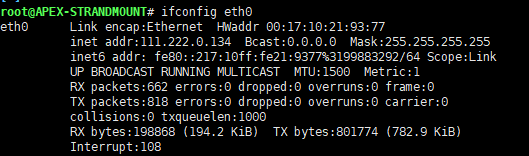 root@APEX-STRANDMOUNT# ifconfig eth0
eth0 Link encap:Ethernet HWaddr 00:17:10:21:93:77
inet addr:111.222.0.134 Bcast:0.0.0.0 Mask:255.255.255.255
inet6 addr: fe80::217:10ff:fe21:9377%3199883292/64 Scope:Link
UP BROADCAST RUNNING MULTICAST MTU:1500 Metric:1
RX packets:662 errors:0 dropped:0 overruns:0 frame:0
TX packets:818 errors:0 dropped:0 overruns:0 carrier:0
collisions:0 txqueuelen:1000
RX bytes:198868 (194.2 KiB) TX bytes:801774 (782.9 KiB)
Interrupt:108